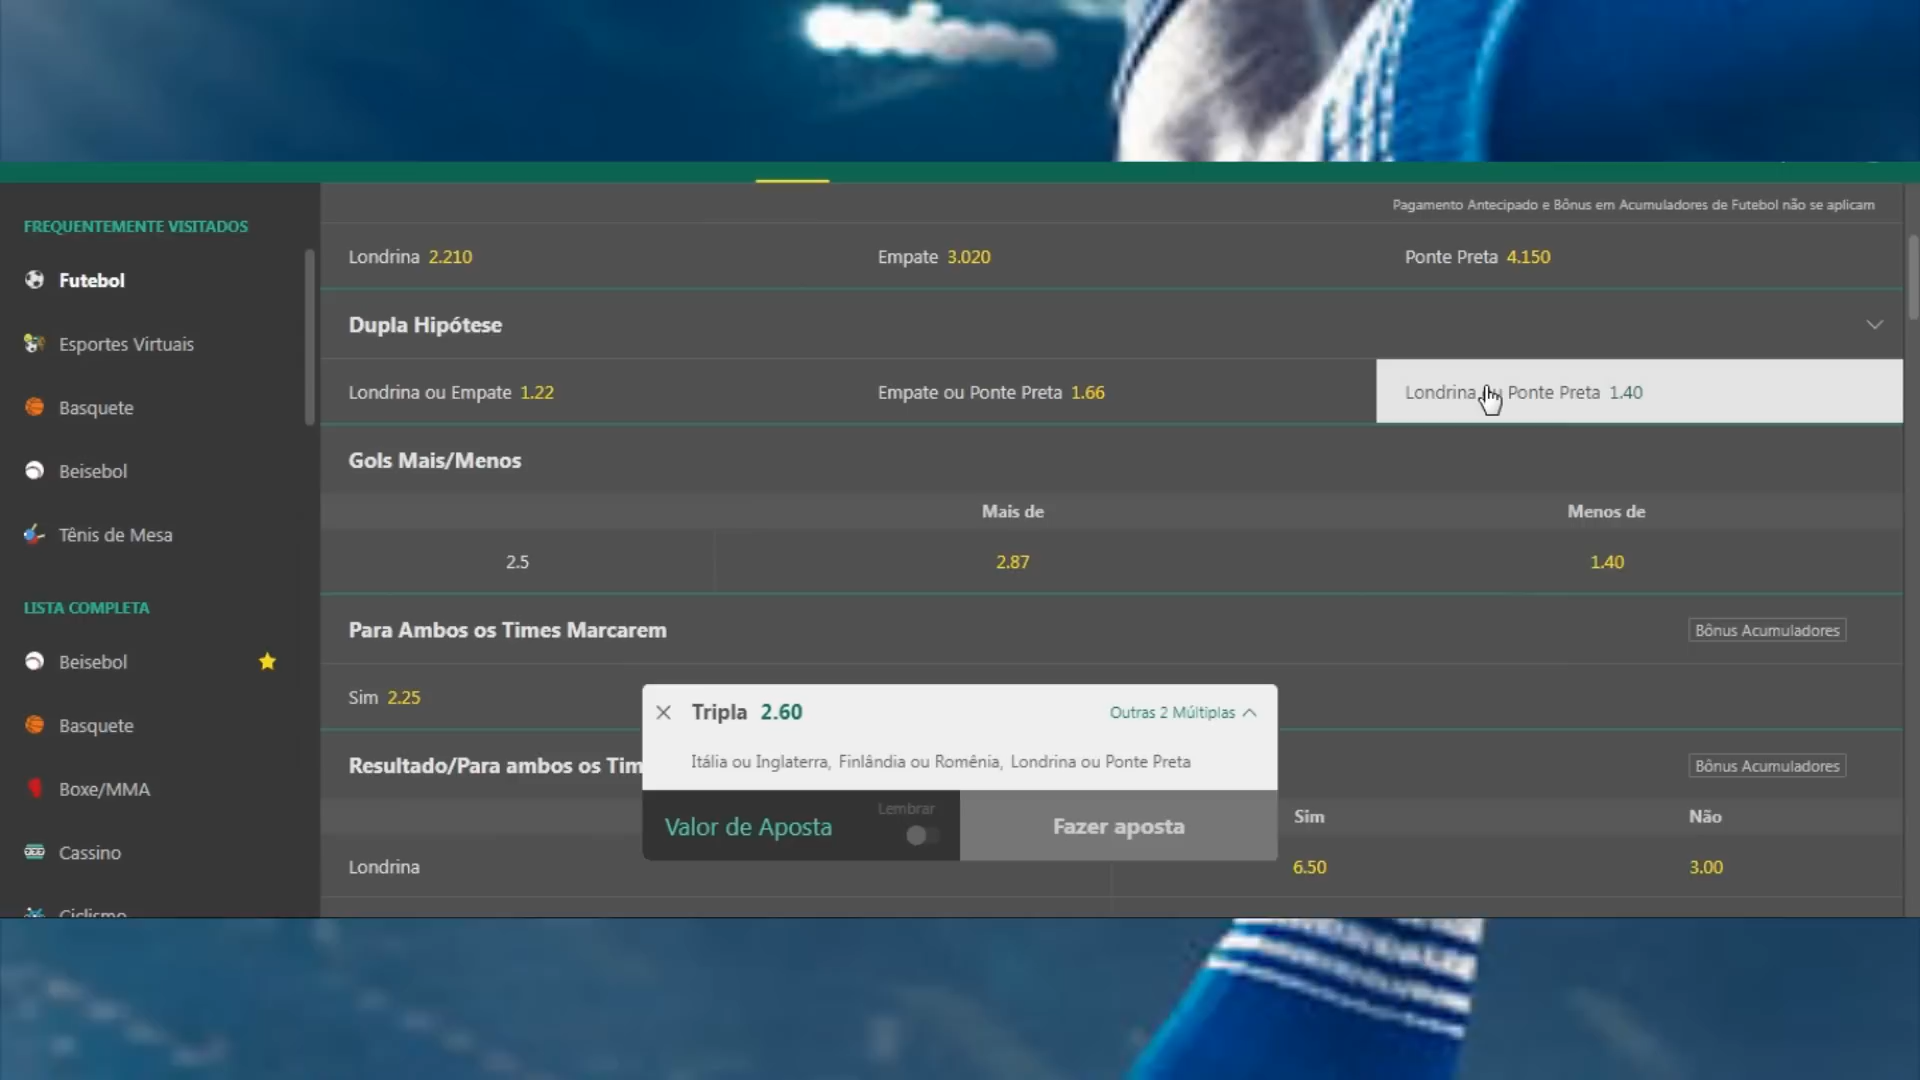 Pagamento Antecipado e Bônus em Acumuladores de Futebol não se aplicam
FREQUENTEMENTE VISITADOS
Futebol
Esportes Virtuais
Basquete
Beisebol
Tênis de Mesa
LISTA COMPLETA
Beisebol
Basquete
Boxe/MMA
Cassino
Ciclismo
Londrina 2.210
Empate 3.020
Ponte Preta 4.150
Dupla Hipótese
Londrina ou Empate 1.22
Empate ou Ponte Preta 1.66
Londrina ou Ponte Preta 1.40
Gols Mais/Menos
Mais de
Menos de
2.5
2.87
1.40
Para Ambos os Times Marcarem
Bônus Acumuladores
Sim 2.25
Resultado/Para ambos os Tim
Bônus Acumuladores
Sim
Não
Londrina
6.50
3.00
Tripla 2.60
Outras 2 Múltiplas
Itália ou Inglaterra, Finlândia ou Romênia, Londrina ou Ponte Preta
Valor de Aposta
Lembrar
Fazer aposta